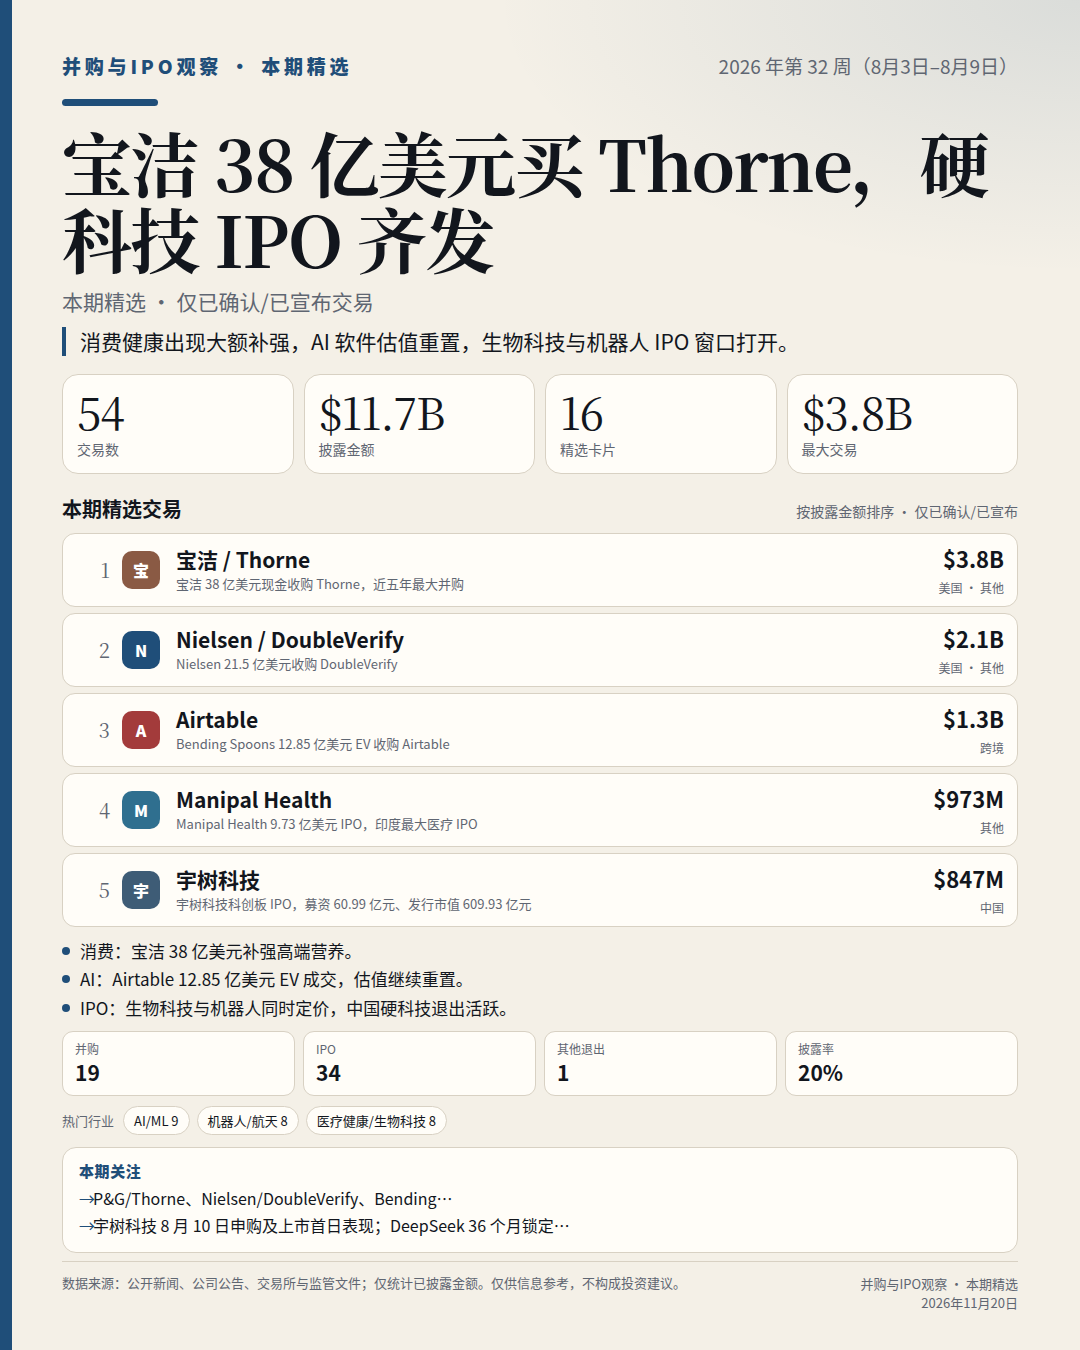 并购与IPO观察 · 本期精选
2026 年第 32 周（8月3日–8月9日）
宝洁 38 亿美元买 Thorne，硬
科技 IPO 齐发
本期精选 · 仅已确认/已宣布交易
消费健康出现大额补强，AI 软件估值重置，生物科技与机器人 IPO 窗口打开。
54
交易数
$11.7B
披露金额
16
精选卡片
$3.8B
最大交易
本期精选交易
按披露金额排序 · 仅已确认/已宣布
1
宝
宝洁 / Thorne
宝洁 38 亿美元现金收购 Thorne，近五年最大并购
$3.8B
美国 · 其他
2
N
Nielsen / DoubleVerify
Nielsen 21.5 亿美元收购 DoubleVerify
$2.1B
美国 · 其他
3
A
Airtable
Bending Spoons 12.85 亿美元 EV 收购 Airtable
$1.3B
跨境
4
M
Manipal Health
Manipal Health 9.73 亿美元 IPO，印度最大医疗 IPO
$973M
其他
5
宇
宇树科技
宇树科技科创板 IPO，募资 60.99 亿元、发行市值 609.93 亿元
$847M
中国
消费：宝洁 38 亿美元补强高端营养。
AI：Airtable 12.85 亿美元 EV 成交，估值继续重置。
IPO：生物科技与机器人同时定价，中国硬科技退出活跃。
并购
19
IPO
34
其他退出
1
披露率
20%
热门行业
AI/ML 9
机器人/航天 8
医疗健康/生物科技 8
本期关注
→P&G/Thorne、Nielsen/DoubleVerify、Bending…
→宇树科技 8 月 10 日申购及上市首日表现；DeepSeek 36 个月锁定…
数据来源：公开新闻、公司公告、交易所与监管文件；仅统计已披露金额。仅供信息参考，不构成投资建议。
并购与IPO观察 · 本期精选
2026年11月20日